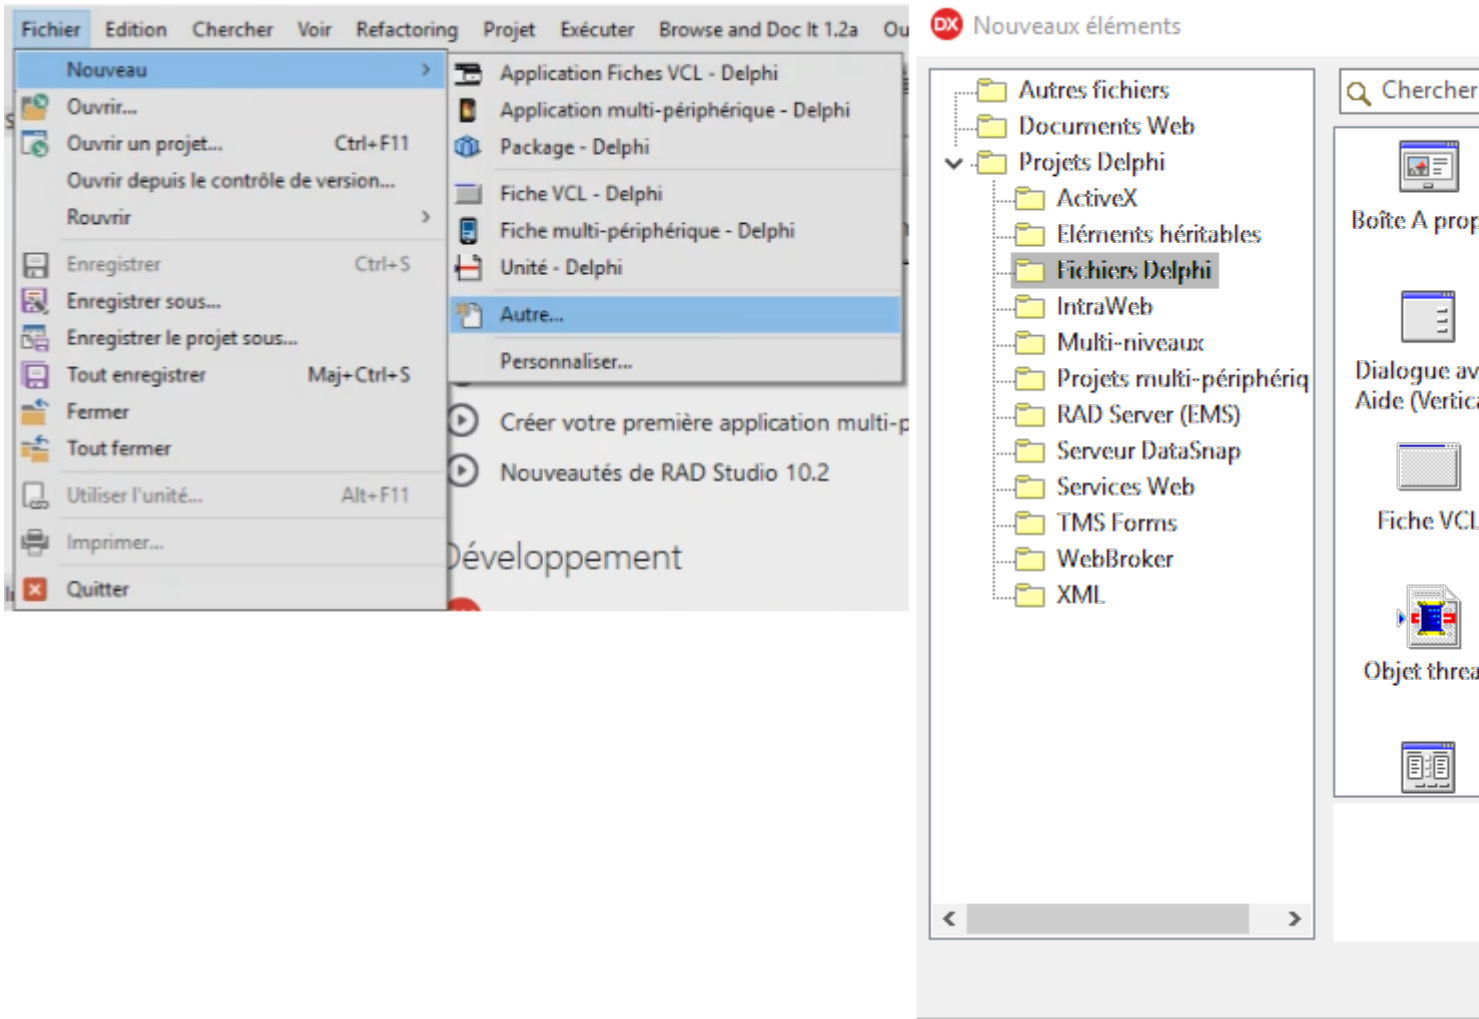 Fichier Edition Chercher Voir Refactoring Projet Exécuter Browse and Doc It 1.2a Ou
Nouveau
Ouvrir...
Ouvrir un projet... Ctrl+F11
Ouvrir depuis le contrôle de version...
Rouvrir
Enregistrer Ctrl+S
Enregistrer sous...
Enregistrer le projet sous...
Tout enregistrer Maj+Ctrl+S
Fermer
Tout fermer
Utiliser l'unité... Alt+F11
Imprimer...
Quitter
Application Fiches VCL - Delphi
Application multi-périphérique - Delphi
Package - Delphi
Fiche VCL - Delphi
Fiche multi-périphérique - Delphi
Unité - Delphi
Autre...
Personnaliser...
Créer votre première application multi-p
Nouveautés de RAD Studio 10.2
Développement
DX Nouveaux éléments
Autres fichiers
Documents Web
Projets Delphi
ActiveX
Eléments héritables
Fichiers Delphi
IntraWeb
Multi-niveaux
Projets multi-périphériq
RAD Server (EMS)
Serveur DataSnap
Services Web
TMS Forms
WebBroker
XML
Chercher
Boîte A prop
Dialogue av
Aide (Vertica
Fiche VCL
Objet threa